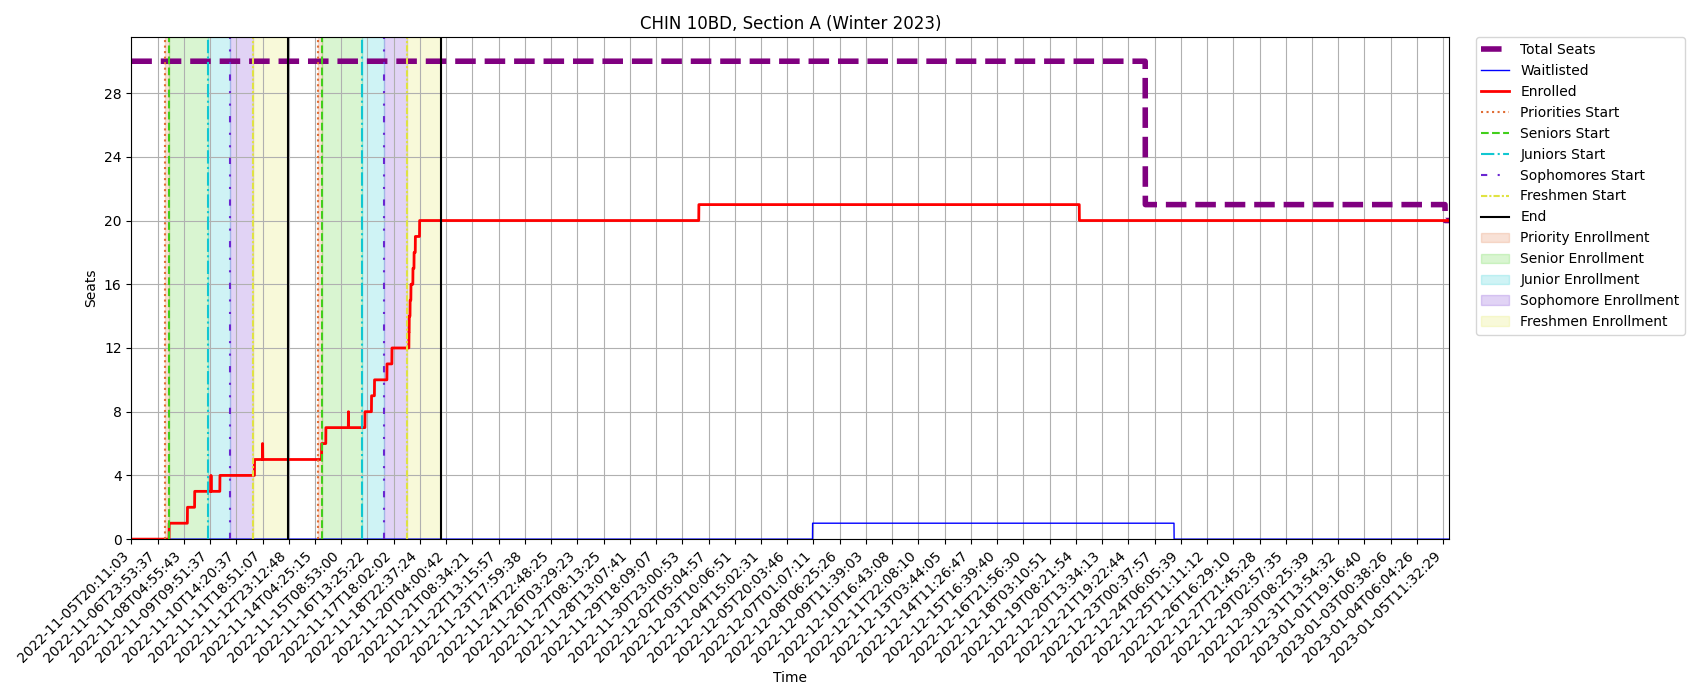 CHIN 10BD, Section A (Winter 2023)
Seats
28
24
20
16
12
8
4
0
2022-11-05T20:11:03
2022-11-06T23:53:37
2022-11-08T04:55:43
2022-11-09T09:51:37
2022-11-10T14:20:37
2022-11-11T18:51:07
2022-11-12T23:12:48
2022-11-14T04:25:15
2022-11-15T08:53:00
2022-11-16T13:25:22
2022-11-17T18:02:02
2022-11-18T22:37:24
2022-11-20T04:00:42
2022-11-21T08:34:21
2022-11-22T13:15:57
2022-11-23T17:59:38
2022-11-24T22:48:25
2022-11-26T03:29:23
2022-11-27T08:13:25
2022-11-28T13:07:41
2022-11-29T18:09:07
2022-11-30T23:00:53
2022-12-02T05:04:57
2022-12-03T10:06:51
2022-12-04T15:02:31
2022-12-05T20:03:46
2022-12-07T01:07:11
2022-12-08T06:25:26
2022-12-09T11:39:03
2022-12-10T16:43:08
2022-12-11T22:08:10
2022-12-13T03:44:05
2022-12-14T11:26:47
2022-12-15T16:39:40
2022-12-16T21:56:30
2022-12-18T03:10:51
2022-12-19T08:21:54
2022-12-20T13:34:13
2022-12-21T19:22:44
2022-12-23T00:37:57
2022-12-24T06:05:39
2022-12-25T11:11:12
2022-12-26T16:29:10
2022-12-27T21:45:28
2022-12-29T02:57:35
2022-12-30T08:25:39
2022-12-31T13:54:32
2023-01-01T19:16:40
2023-01-03T00:38:26
2023-01-04T06:04:26
2023-01-05T11:32:29
Time
Total Seats
Waitlisted
Enrolled
Priorities Start
Seniors Start
Juniors Start
Sophomores Start
Freshmen Start
End
Priority Enrollment
Senior Enrollment
Junior Enrollment
Sophomore Enrollment
Freshmen Enrollment